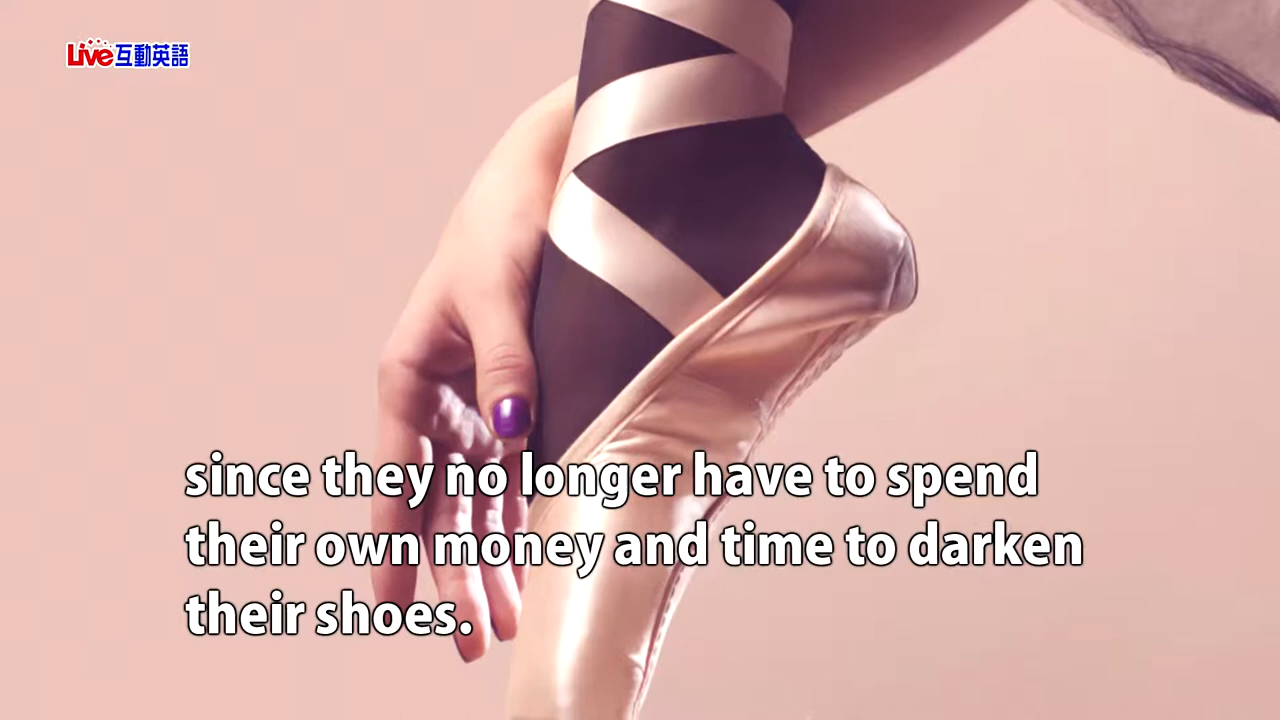 Live互動英語
since they no longer have to spend
their own money and time to darken
their shoes.